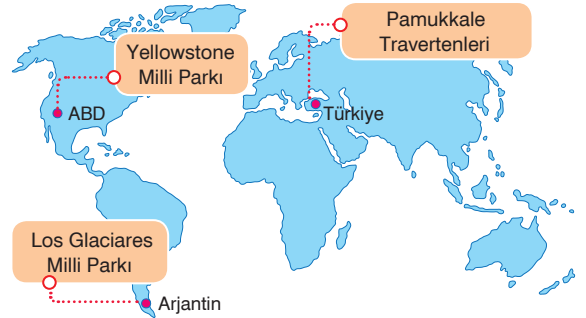 Yellowstone
Milli Parkı
ABD
Pamukkale
Travertenleri
Türkiye
Los Glaciares
Milli Parkı
Arjantin